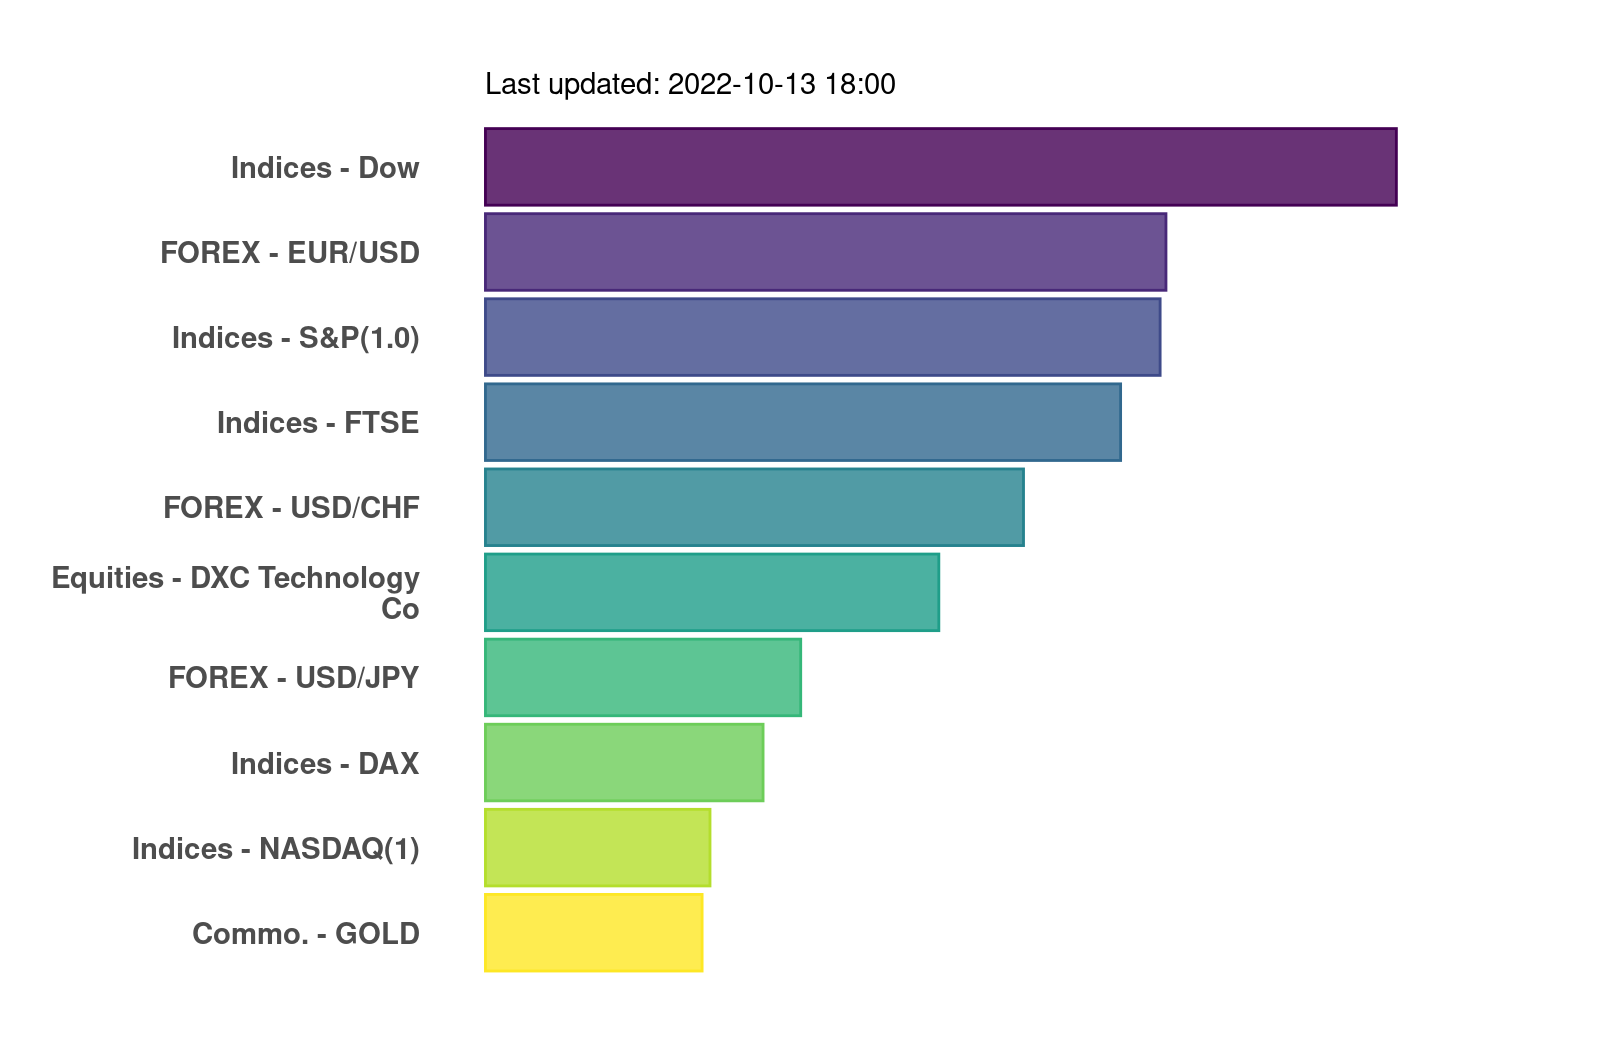 Last updated: 2022-10-13 18:00
Indices - Dow
FOREX - EUR/USD
Indices - S&P(1.0)
Indices - FTSE
FOREX - USD/CHF
Equities - DXC Technology
Co
FOREX - USD/JPY
Indices - DAX
Indices - NASDAQ(1)
Commo. - GOLD